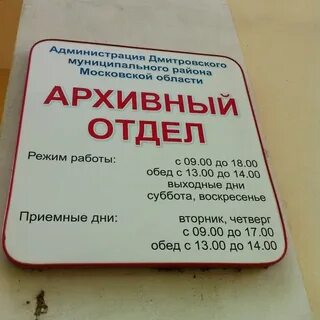 Администрация Дмитровского
муниципального района
Московской области
АРХИВНЫЙ
ОТДЕЛ
Режим работы: с 09.00 до 18.00
обед с 13.00 до 14.00
выходные дни
суббота, воскресенье
Приемные дни: вторник, четверг
с 09.00 до 17.00
обед с 13.00 до 14.00